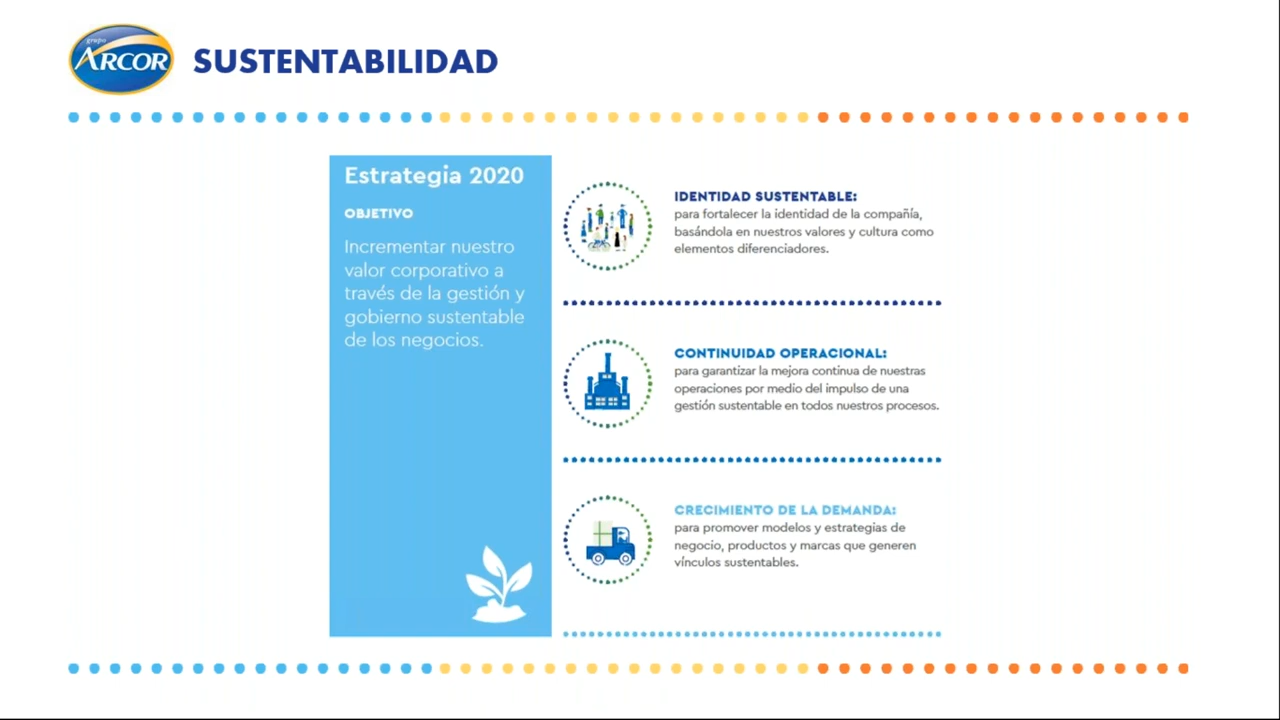 grupo
ARCOR
SUSTENTABILIDAD
Estrategia 2020
OBJETIVO
Incrementar nuestro
valor corporativo a
través de la gestión y
gobierno sustentable
de los negocios.
IDENTIDAD SUSTENTABLE:
para fortalecer la identidad de la compañía,
basándola en nuestros valores y cultura como
elementos diferenciadores.
CONTINUIDAD OPERACIONAL:
para garantizar la mejora continua de nuestras
operaciones por medio del impulso de una
gestión sustentable en todos nuestros procesos.
CRECIMIENTO DE LA DEMANDA:
para promover modelos y estrategias de
negocio, productos y marcas que generen
vínculos sustentables.